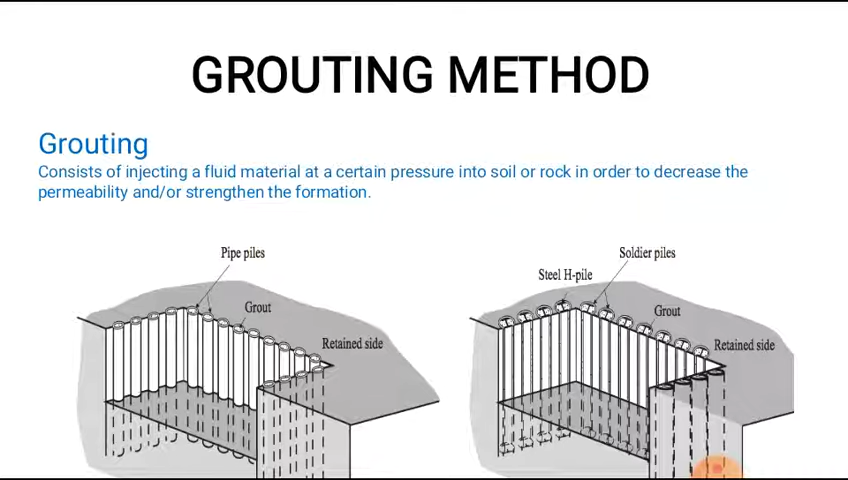 GROUTING METHOD
Grouting
Consists of injecting a fluid material at a certain pressure into soil or rock in order to decrease the
permeability and/or strengthen the formation.
Pipe piles
Grout
Retained side
Soldier piles
Steel H-pile
Grout
Retained side